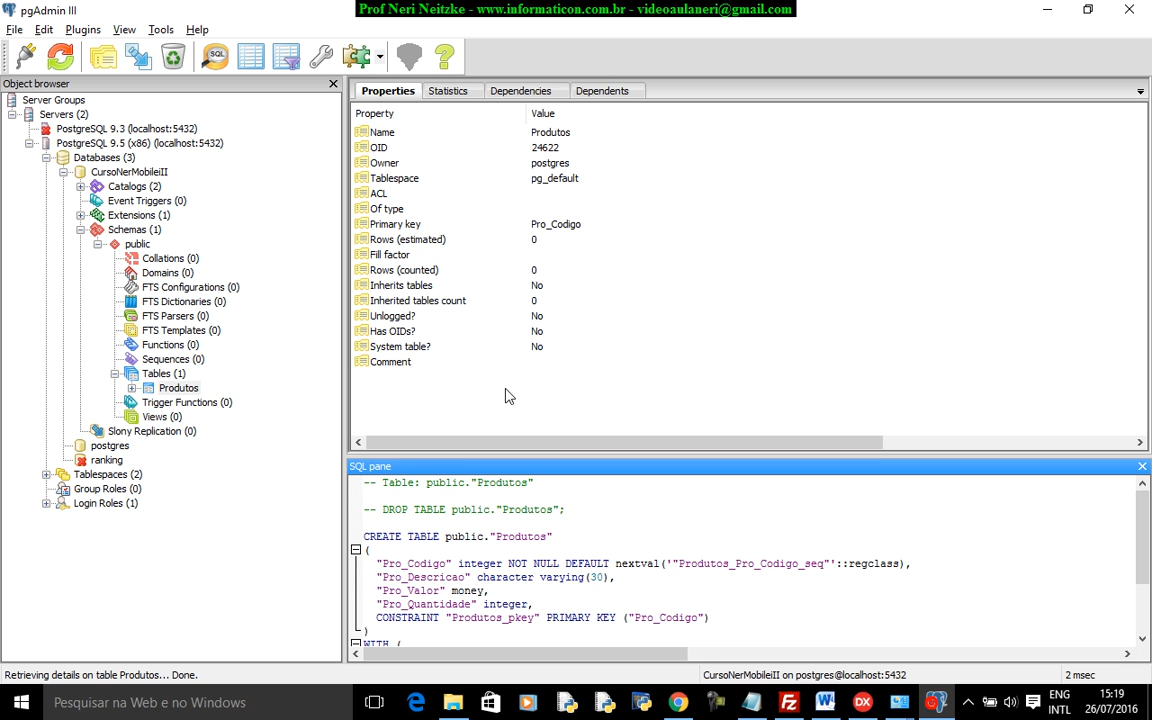 pgAdmin III
Prof Neri Neitzke - www.informaticon.com.br - videoaulaneri@gmail.com
File Edit Plugins View Tools Help
SQL
Object browser
Server Groups
Servers (2)
PostgreSQL 9.3 (localhost:5432)
PostgreSQL 9.5 (x86) (localhost:5432)
Databases (3)
CursoNerMobileiII
Catalogs (2)
Event Triggers (0)
Extensions (1)
Schemas (1)
public
Collations (0)
Domains (0)
FTS Configurations (0)
FTS Dictionaries (0)
FTS Parsers (0)
FTS Templates (0)
Functions (0)
Sequences (0)
Tables (1)
Produtos
Trigger Functions (0)
Views (0)
Slony Replication (0)
postgres
ranking
Tablespaces (2)
Group Roles (0)
Login Roles (1)
Properties Statistics Dependencies Dependents
Property Value
Name Produtos
OID 24622
Owner postgres
Tablespace pg_default
ACL
Of type
Primary key Pro_Codigo
Rows (estimated) 0
Fill factor
Rows (counted) 0
Inherits tables No
Inherited tables count 0
Unlogged? No
Has OIDs? No
System table? No
Comment
SQL pane
-- Table: public."Produtos"
-- DROP TABLE public."Produtos";
CREATE TABLE public."Produtos"
(
"Pro_Codigo" integer NOT NULL DEFAULT nextval('"Produtos_Pro_Codigo_seq"'::regclass),
"Pro_Descricao" character varying(30),
"Pro_Valor" money,
"Pro_Quantidade" integer,
CONSTRAINT "Produtos_pkey" PRIMARY KEY ("Pro_Codigo")
)
WITH (
Retrieving details on table Produtos... Done.
CursoNerMobileiII on postgres@localhost:5432
2 msec
Pesquisar na Web e no Windows
DX
ENG
INTL
15:19
26/07/2016